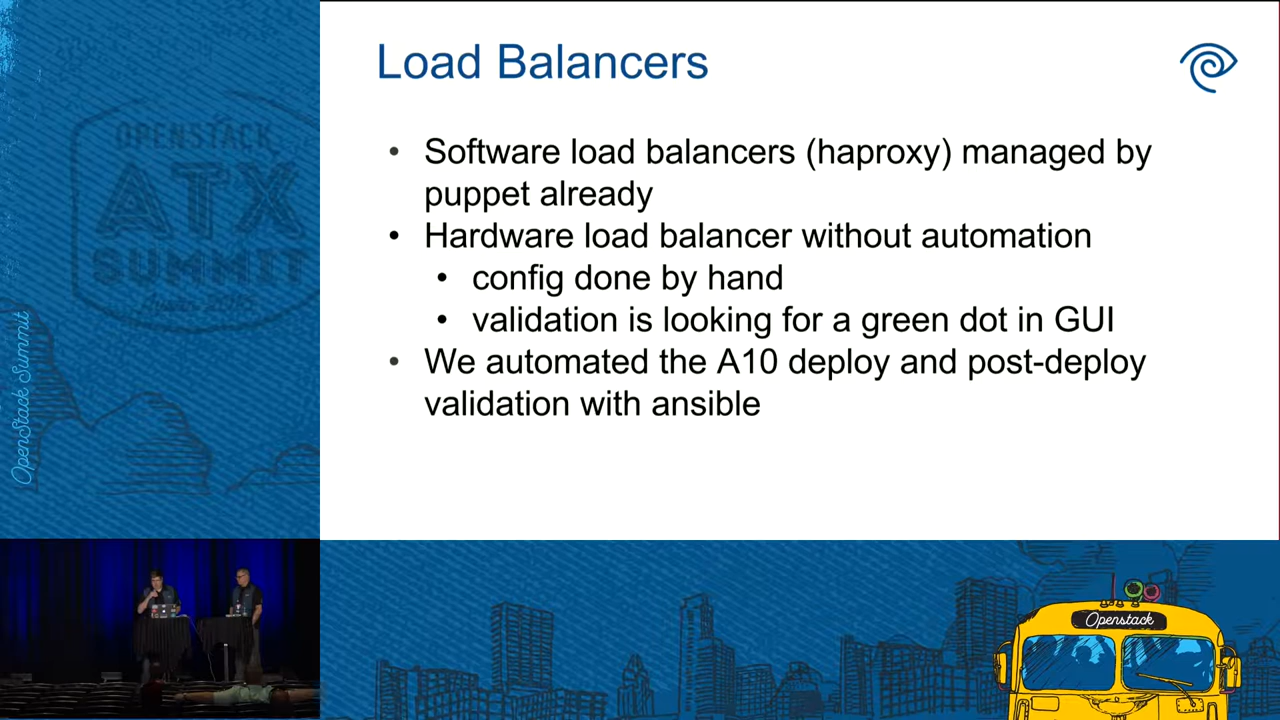 Load Balancers
• Software load balancers (haproxy) managed by
puppet already
• Hardware load balancer without automation
• config done by hand
• validation is looking for a green dot in GUI
• We automated the A10 deploy and post-deploy
validation with ansible
OPENSTACK
ATX
SUMMIT
OpenStack Summit
Openstack